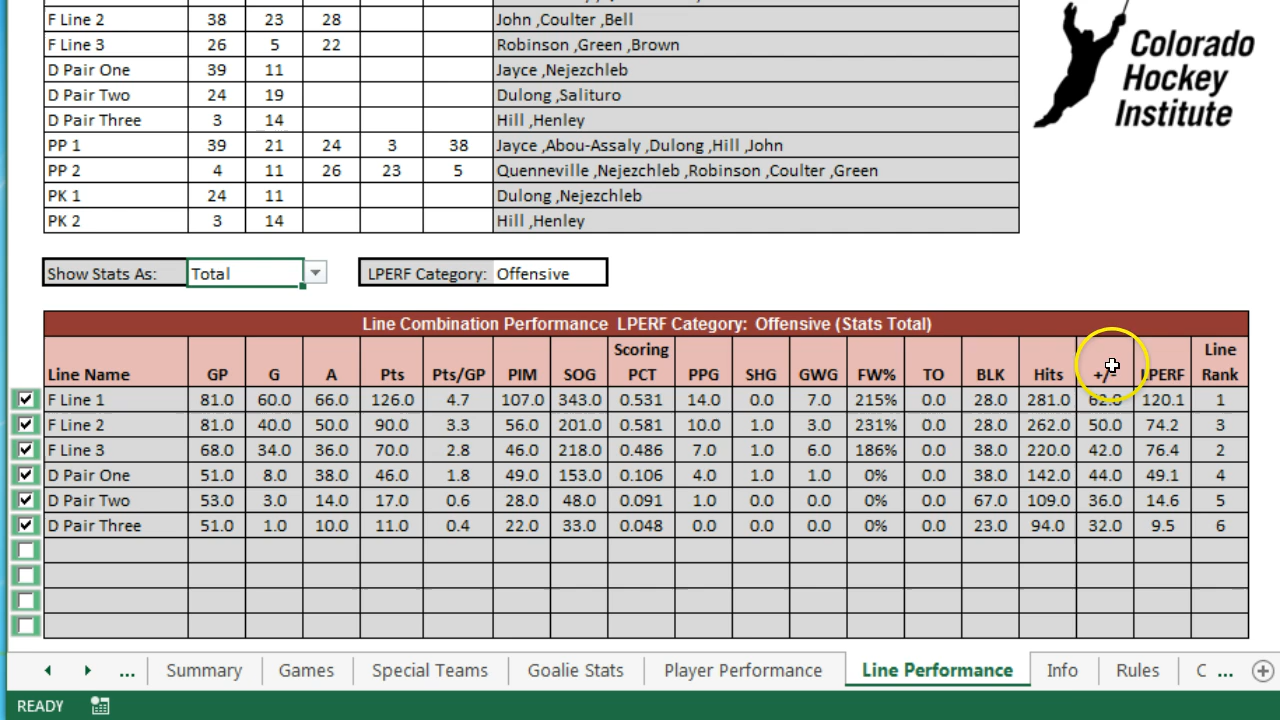 F Line 2 38 23 28 John ,Coulter ,Bell
F Line 3 26 5 22 Robinson ,Green ,Brown
D Pair One 39 11 Jayce ,Nejezchleb
D Pair Two 24 19 Dulong ,Salituro
D Pair Three 3 14 Hill ,Henley
PP 1 39 21 24 3 38 Jayce ,Abou-Assaly ,Dulong ,Hill ,John
PP 2 4 11 26 23 5 Quenneville ,Nejezchleb ,Robinson ,Coulter ,Green
PK 1 24 11 Dulong ,Nejezchleb
PK 2 3 14 Hill ,Henley
Colorado
Hockey
Institute
Show Stats As: Total LPERF Category: Offensive
Line Combination Performance LPERF Category: Offensive (Stats Total)
Line Name GP G A Pts Pts/GP PIM SOG Scoring PCT PPG SHG GWG FW% TO BLK Hits +/- LPERF Line Rank
F Line 1 81.0 60.0 66.0 126.0 4.7 107.0 343.0 0.531 14.0 0.0 7.0 215% 0.0 28.0 281.0 62.0 120.1 1
F Line 2 81.0 40.0 50.0 90.0 3.3 56.0 201.0 0.581 10.0 1.0 3.0 231% 0.0 28.0 262.0 50.0 74.2 3
F Line 3 68.0 34.0 36.0 70.0 2.8 46.0 218.0 0.486 7.0 1.0 6.0 186% 0.0 38.0 220.0 42.0 76.4 2
D Pair One 51.0 8.0 38.0 46.0 1.8 49.0 153.0 0.106 4.0 1.0 1.0 0% 0.0 38.0 142.0 44.0 49.1 4
D Pair Two 53.0 3.0 14.0 17.0 0.6 28.0 48.0 0.091 1.0 0.0 0.0 0% 0.0 67.0 109.0 36.0 14.6 5
D Pair Three 51.0 1.0 10.0 11.0 0.4 22.0 33.0 0.048 0.0 0.0 0.0 0% 0.0 23.0 94.0 32.0 9.5 6
... Summary Games Special Teams Goalie Stats Player Performance Line Performance Info Rules C ...
READY